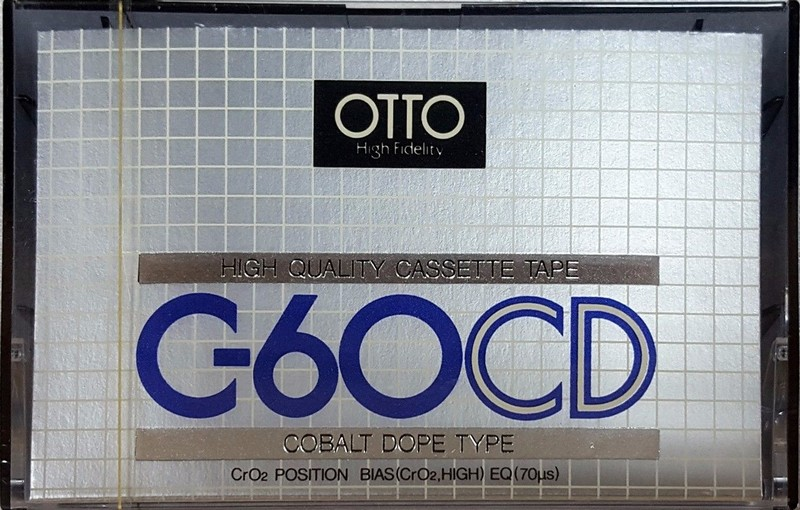 OTTO
High Fidelity
HIGH QUALITY CASSETTE TAPE
C-60CD
COBALT DOPE TYPE
CrO₂ POSITION BIAS(CrO₂,HIGH) EQ(70μs)